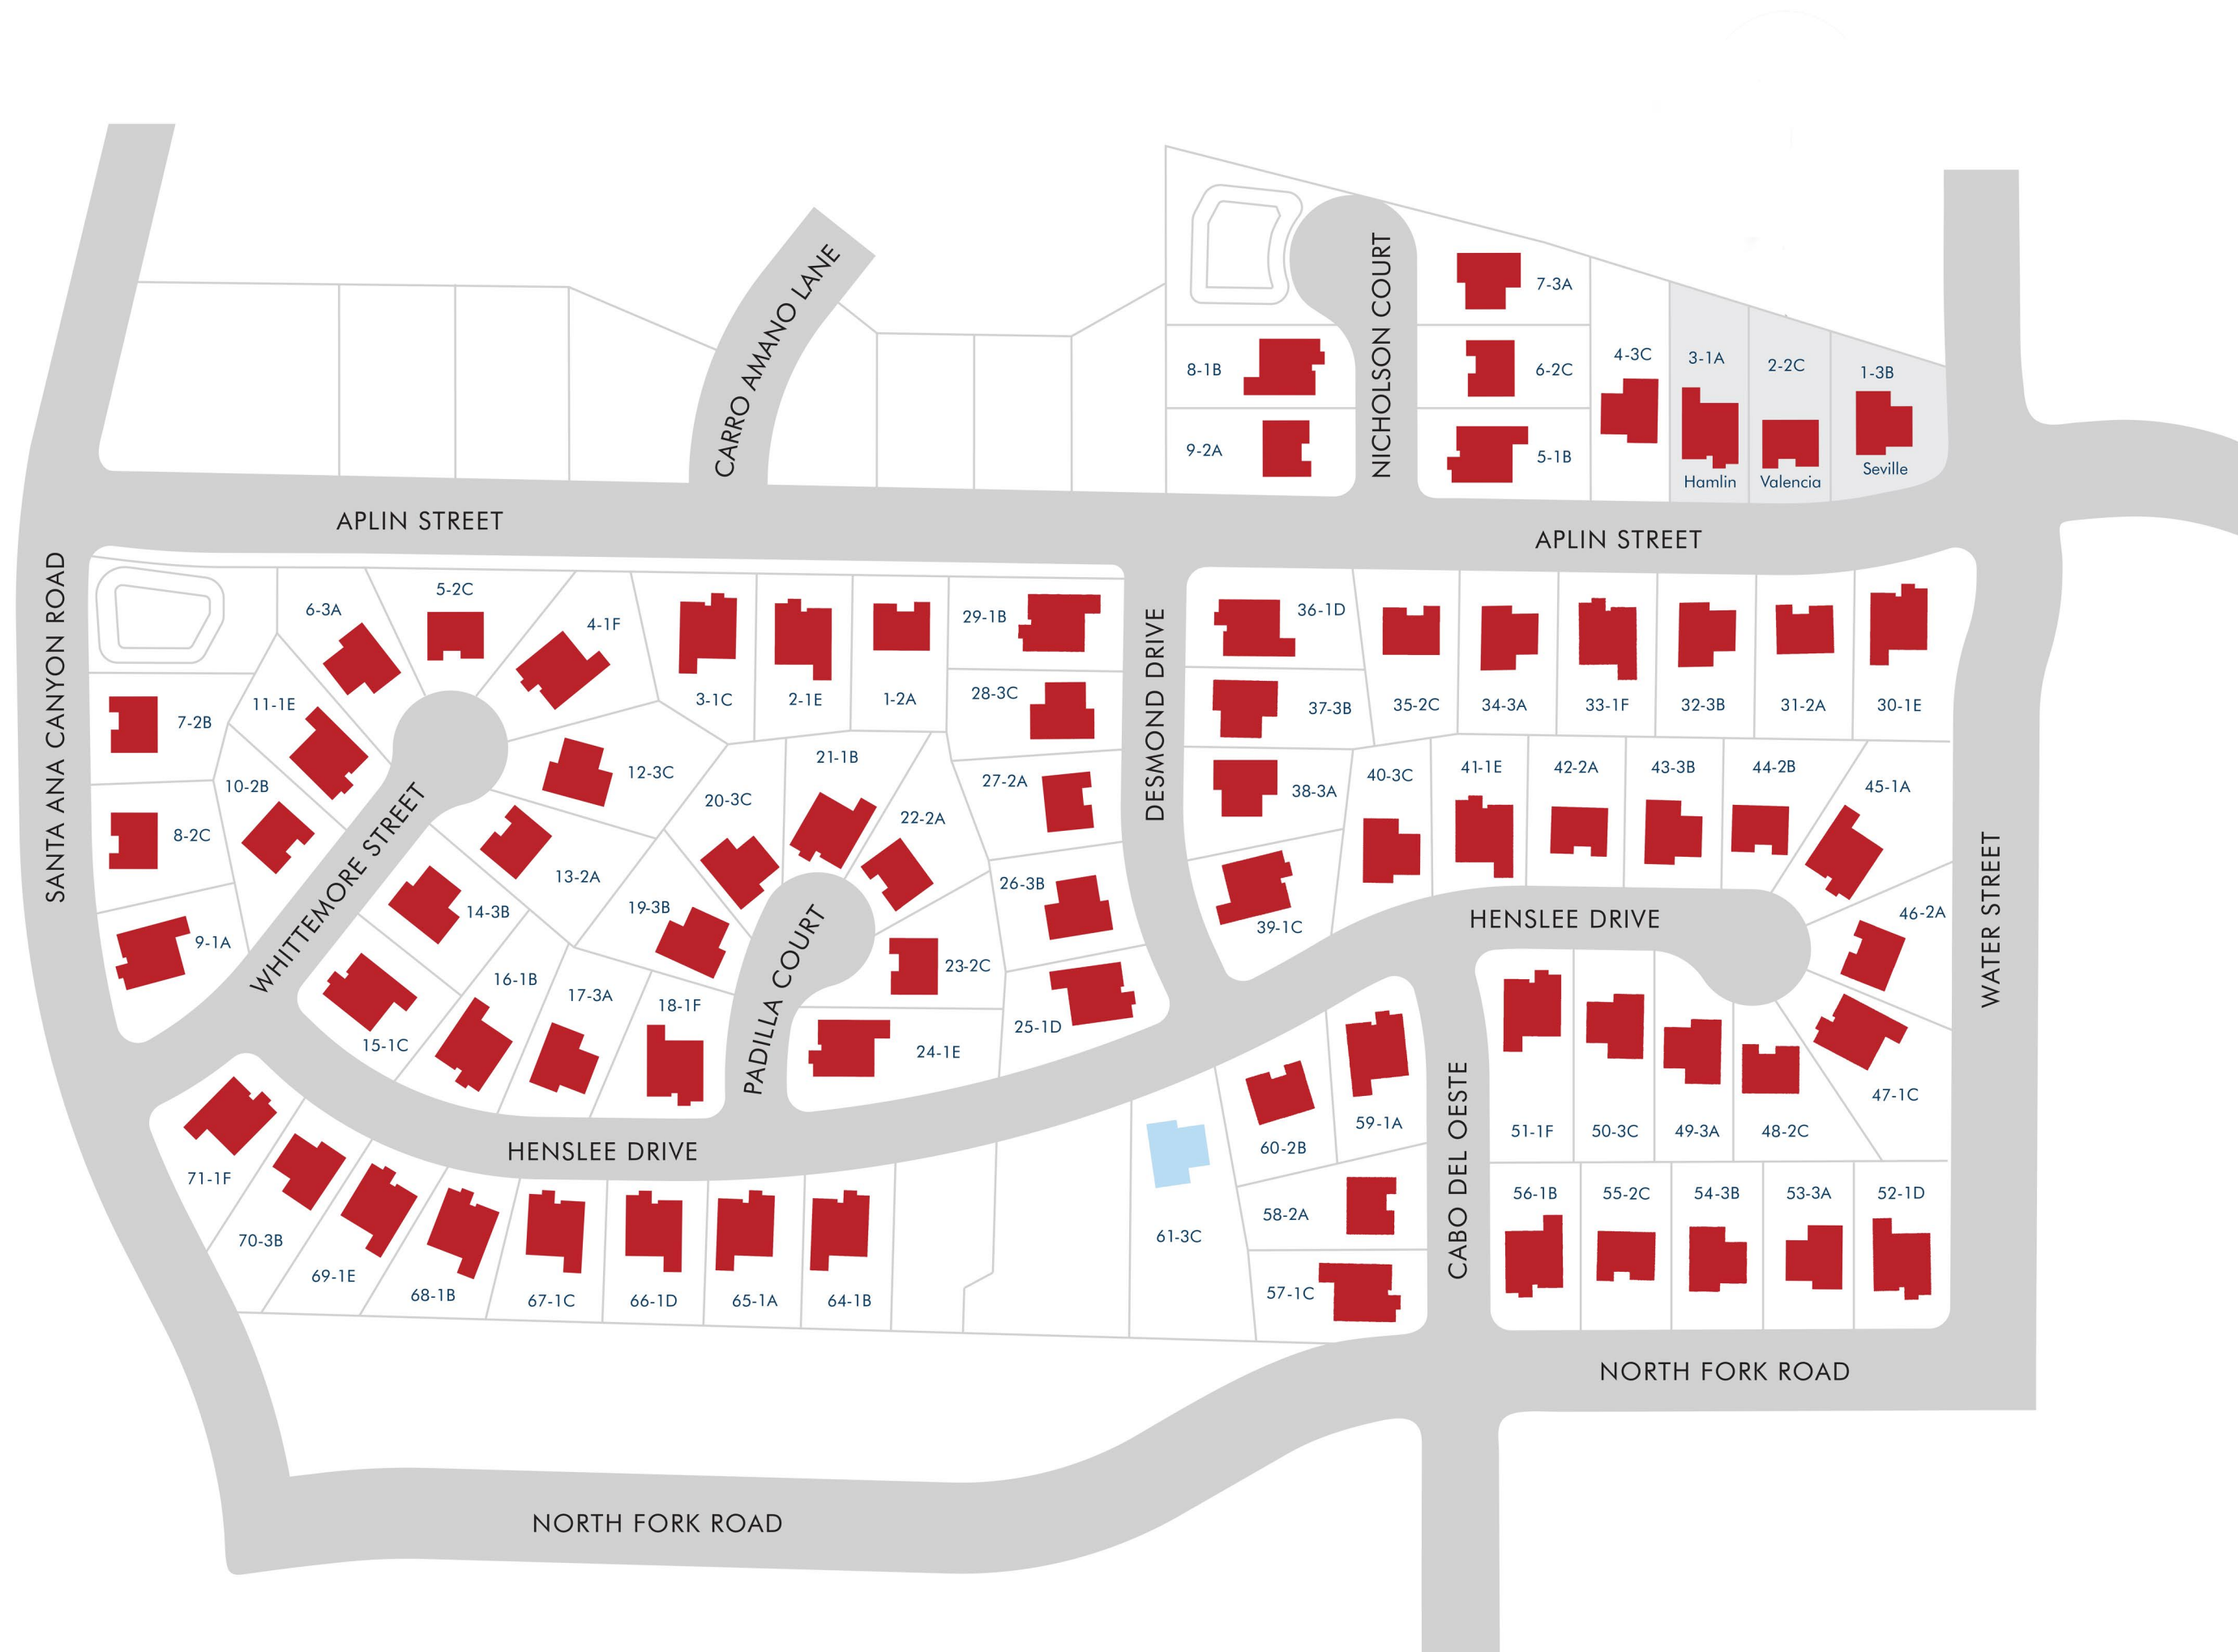 CARRO AMANO LANE
NICHOLSON COURT
7-3A
8-1B
6-2C
4-3C
3-1A
2-2C
1-3B
9-2A
5-1B
Hamlin
Valencia
Seville
APLIN STREET
APLIN STREET
SANTA ANA CANYON ROAD
6-3A
5-2C
4-1F
3-1C
2-1E
1-2A
29-1B
28-3C
DESMOND DRIVE
36-1D
37-3B
35-2C
34-3A
33-1F
32-3B
31-2A
30-1E
7-2B
11-1E
10-2B
8-2C
9-1A
WHITTEMORE STREET
12-3C
13-2A
14-3B
15-1C
16-1B
17-3A
18-1F
19-3B
20-3C
21-1B
22-2A
23-2C
24-1E
PADILLA COURT
27-2A
26-3B
25-1D
38-3A
39-1C
40-3C
41-1E
42-2A
43-3B
44-2B
45-1A
46-2A
47-1C
HENSLEE DRIVE
WATER STREET
51-1F
50-3C
49-3A
48-2C
56-1B
55-2C
54-3B
53-3A
52-1D
CABO DEL OESTE
60-2B
59-1A
58-2A
57-1C
61-3C
HENSLEE DRIVE
71-1F
70-3B
69-1E
68-1B
67-1C
66-1D
65-1A
64-1B
NORTH FORK ROAD
NORTH FORK ROAD